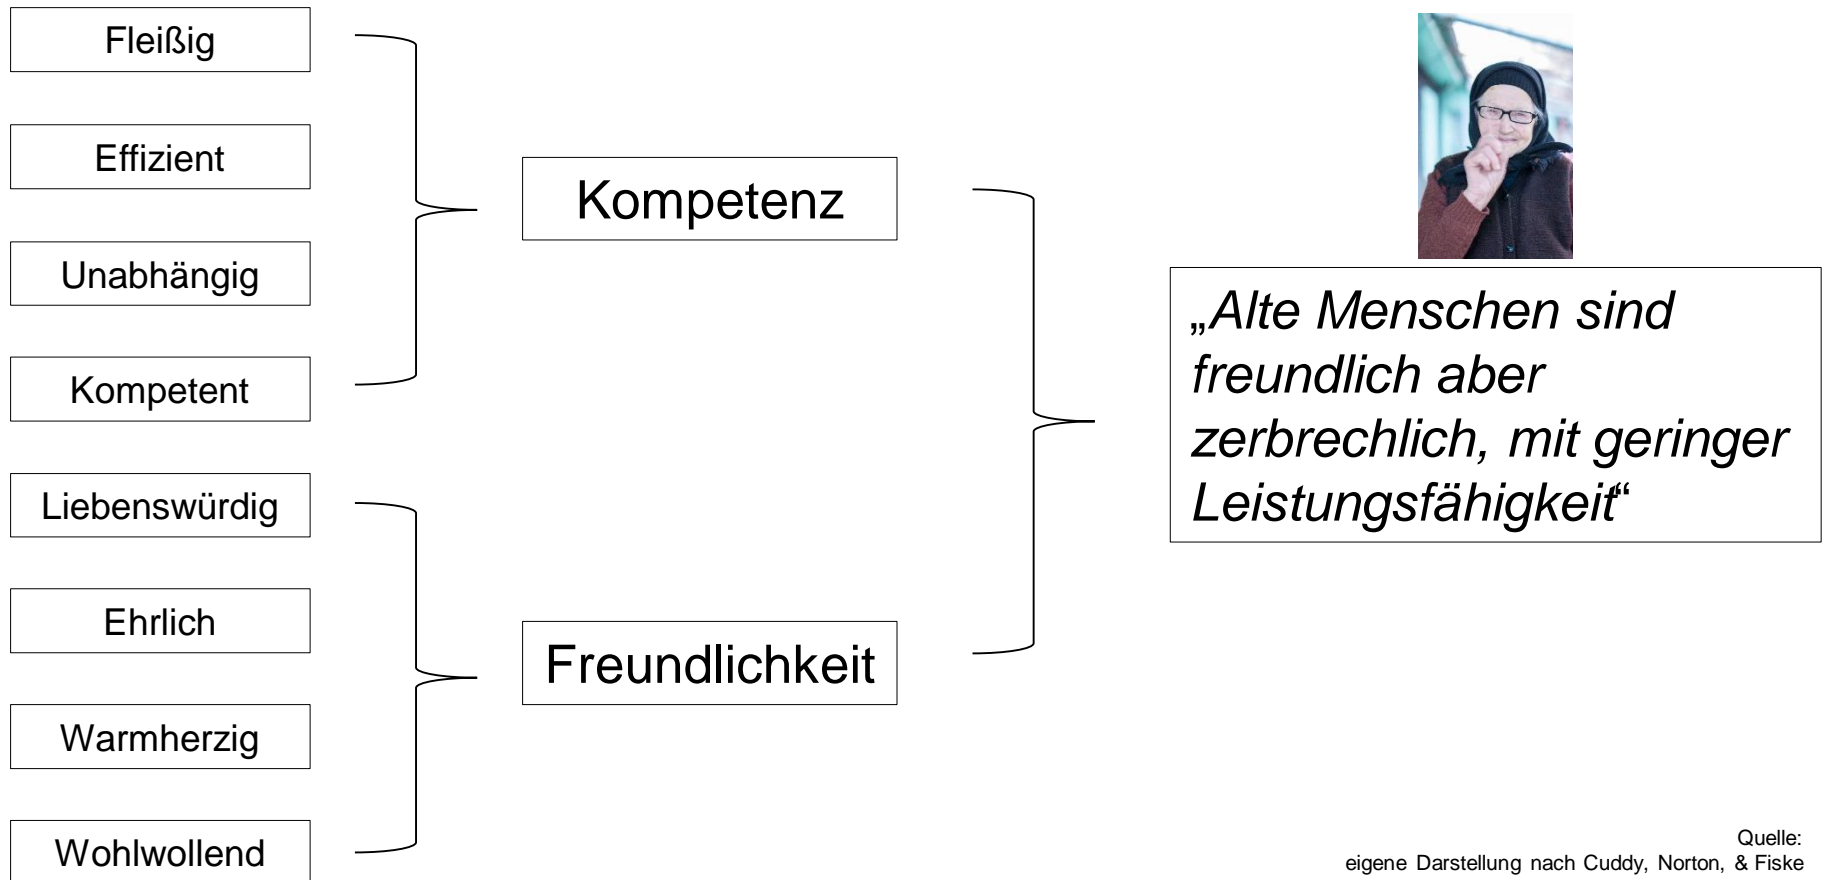 Fleißig
Effizient
Unabhängig
Kompetent
Liebenswürdig
Ehrlich
Warmherzig
Wohlwollend
Kompetenz
Freundlichkeit
„Alte Menschen sind
freundlich aber
zerbrechlich, mit geringer
Leistungsfähigkeit“
Quelle:
eigene Darstellung nach Cuddy, Norton, & Fiske